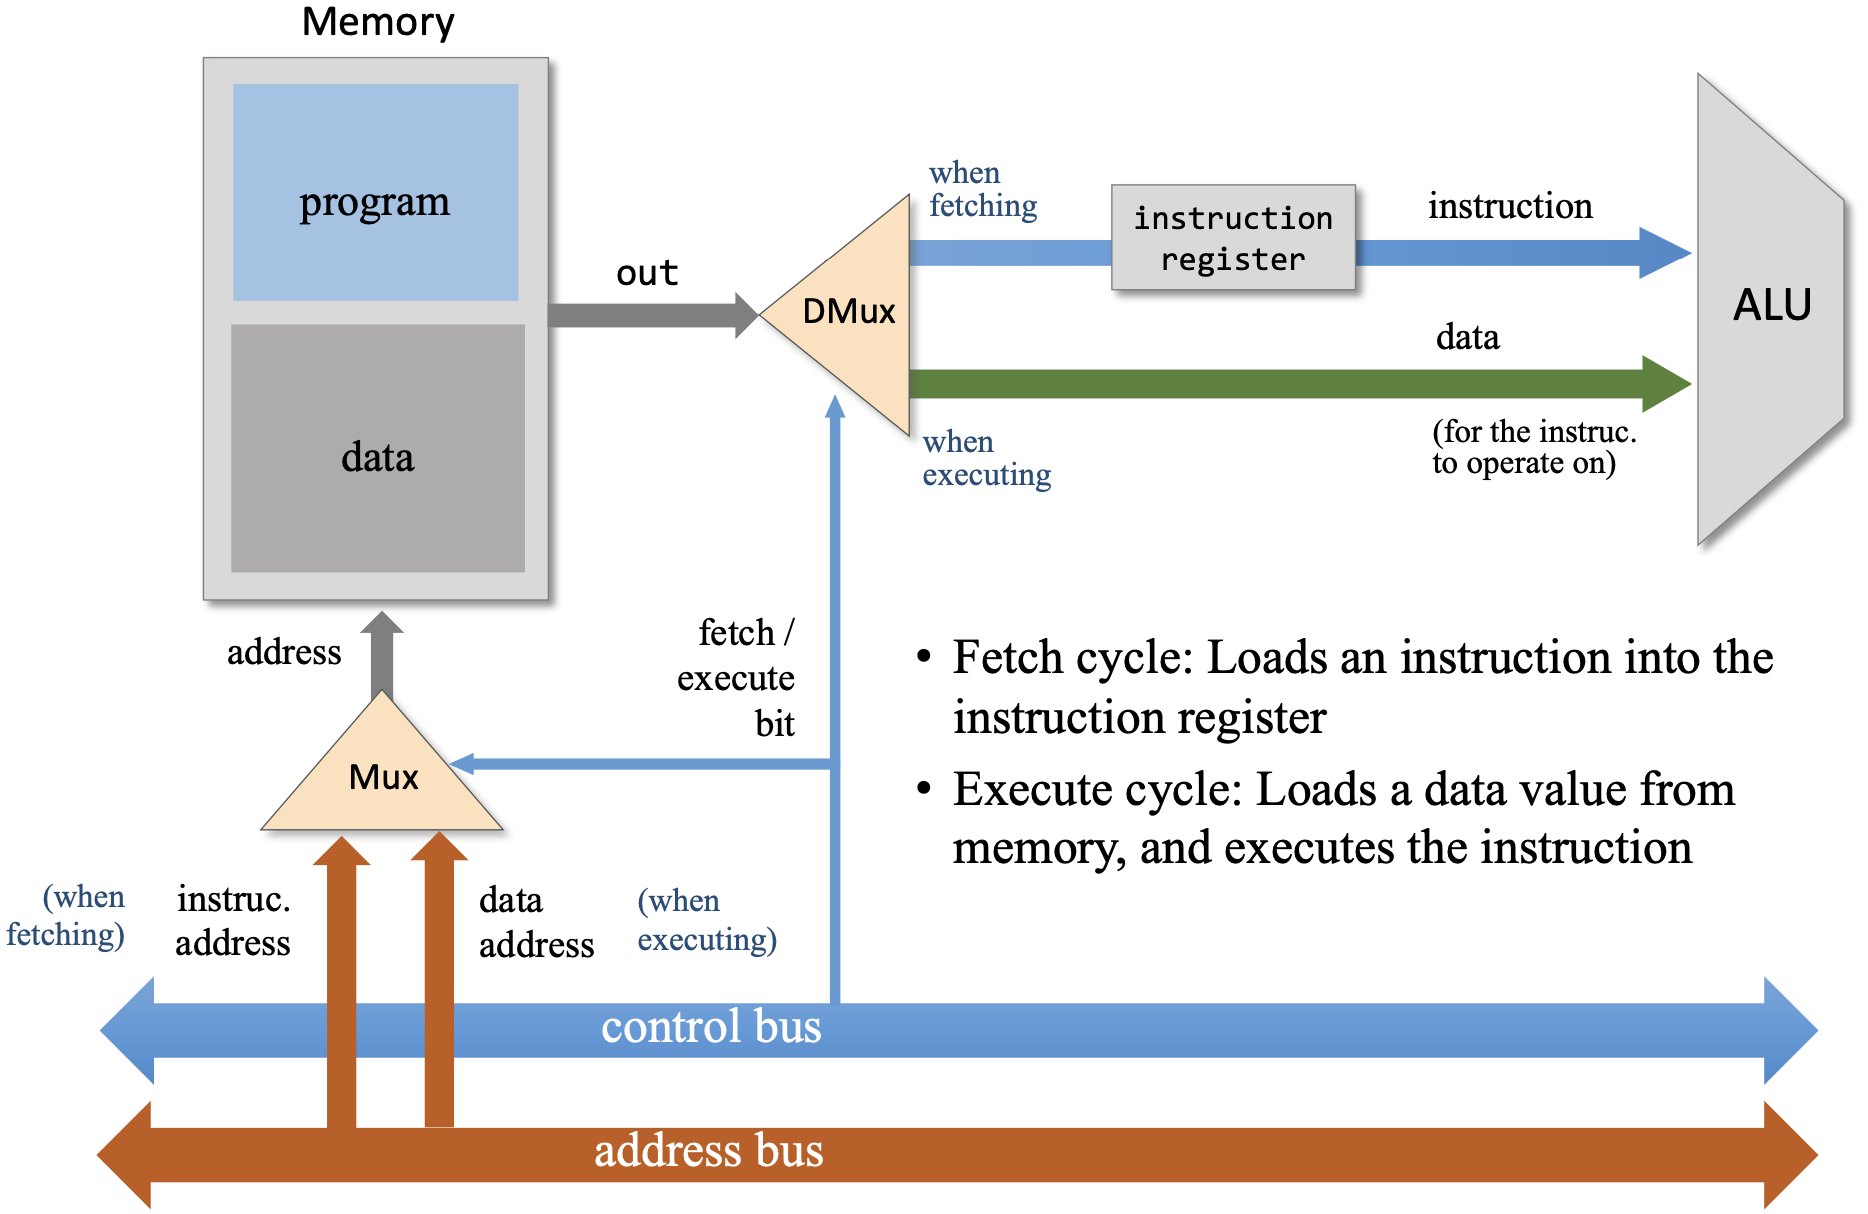 Memory
program
data
out
DMux
when
fetching
instruction
register
instruction
ALU
data
(for the instruc.
to operate on)
when
executing
address
fetch /
execute
bit
Mux
• Fetch cycle: Loads an instruction into the
instruction register
• Execute cycle: Loads a data value from
memory, and executes the instruction
(when
fetching)
instruc.
address
data
address
(when
executing)
control bus
address bus